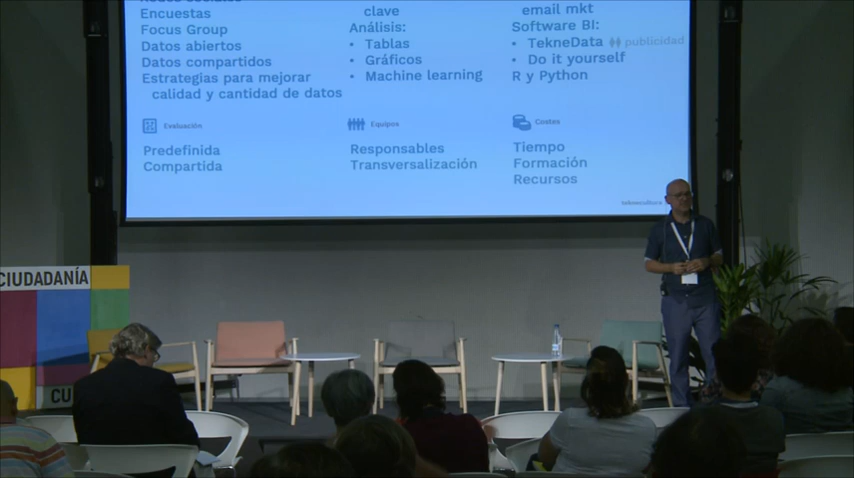 Encuestas
Focus Group
Datos abiertos
Datos compartidos
Estrategias para mejorar
calidad y cantidad de datos
clave
Análisis:
• Tablas
• Gráficos
• Machine learning
email mkt
Software BI:
• TekneData
publicidad
• Do it yourself
R y Python
Evaluación
Predefinida
Compartida
Equipos
Responsables
Transversalización
Costes
Tiempo
Formación
Recursos
teknecultura
CIUDADANÍA
CU